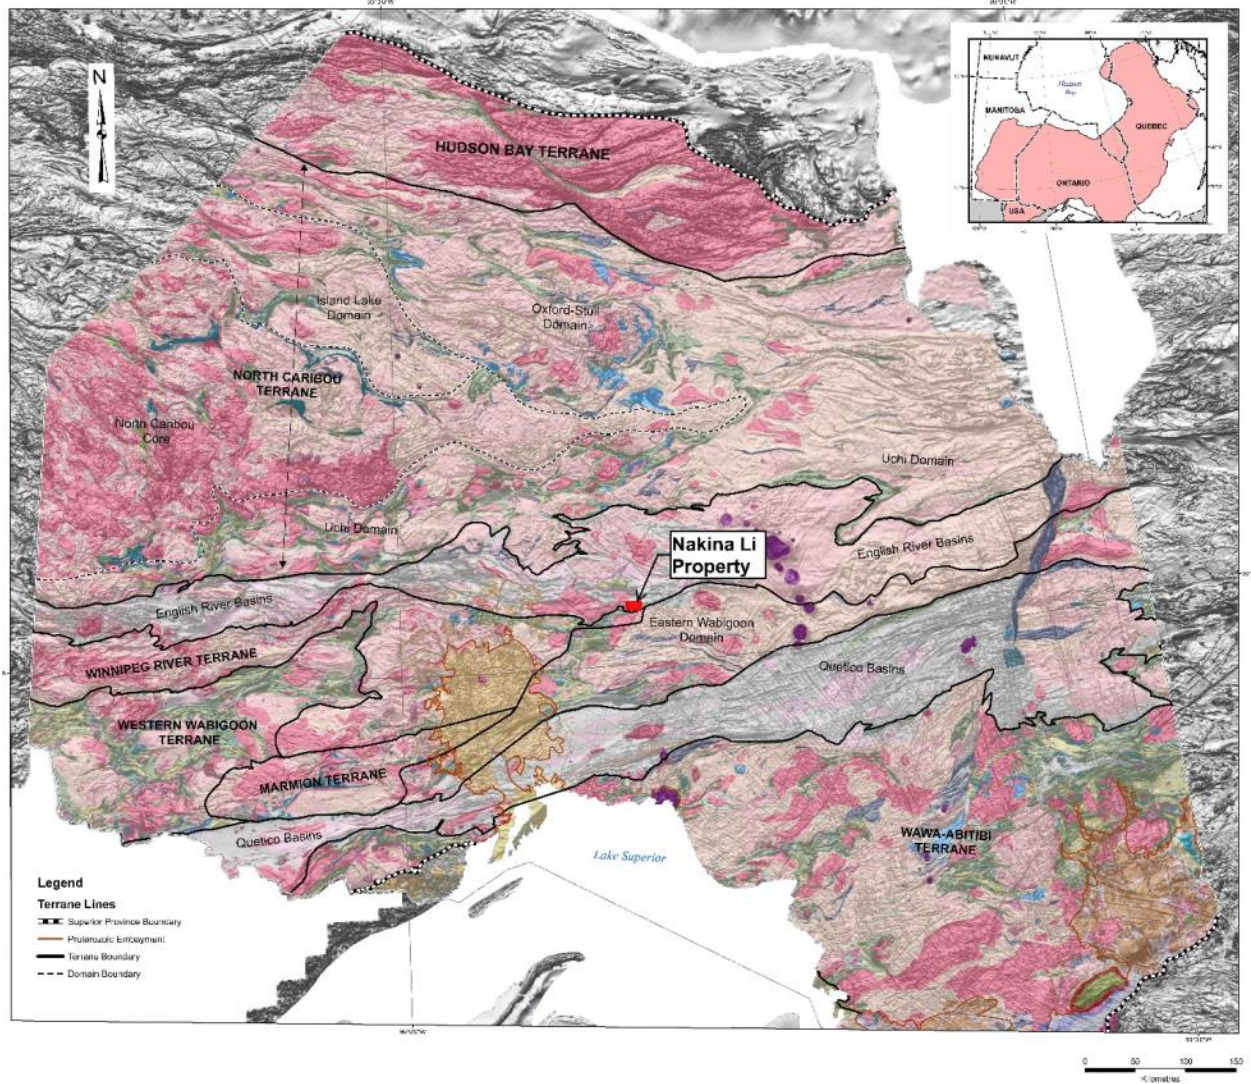 N
NUNAVUT
Hudson
Bay
MANITOBA
QUEBEC
ONTARIO
USA
HUDSON BAY TERRANE
Island Lake
Domain
Oxford-Stull
Domain
NORTH CARIBOU
TERRANE
North Caribou
Core
Uchi Domain
Uchi Domain
Nakina Li
Property
English River Basins
English River Basins
Eastern Wabigoon
Domain
WINNIPEG RIVER TERRANE
Quetico Basins
WESTERN WABIGOON
TERRANE
MARMION TERRANE
Quetico Basins
WAWA-ABITIBI
TERRANE
Lake Superior
Legend
Terrane Lines
Superior Province Boundary
Proterozoic Embayment
Terrane Boundary
Domain Boundary
0 50 100 150
Kilometres